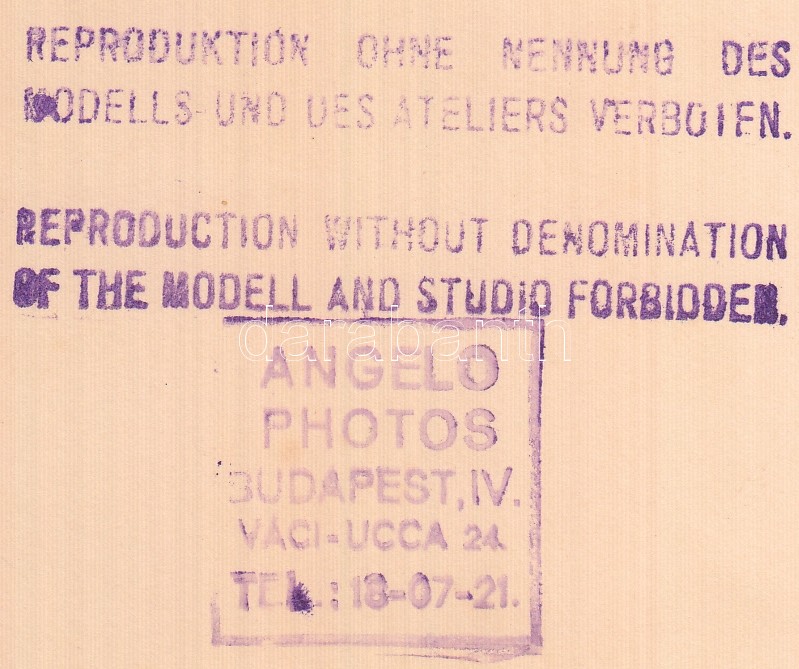 REPRODUKTION OHNE NENNUNG DES
MODELLS UND DES ATELIERS VERBOTEN.
REPRODUCTION WITHOUT DENOMINATION
OF THE MODELL AND STUDIO FORBIDDEN.
darabanth
ANGELO
PHOTOS
BUDAPEST, IV.
VÁCI-UCCA 24.
TEL.: 18-07-21.